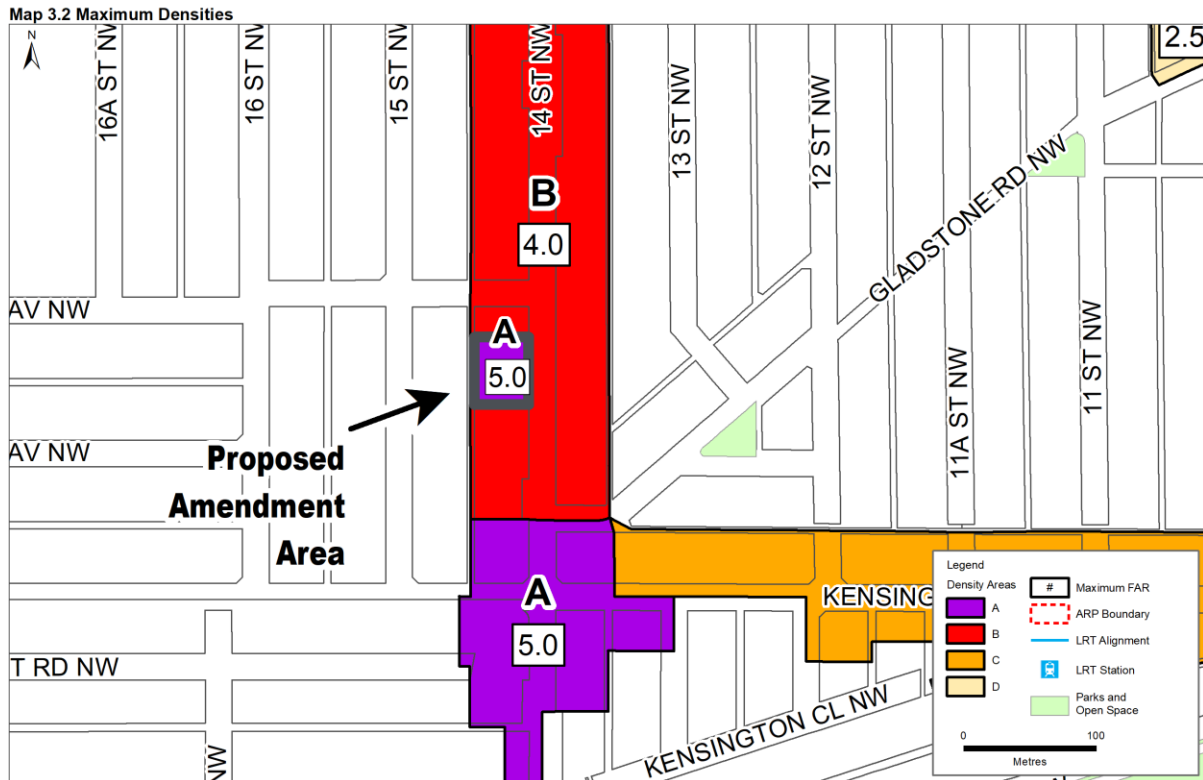 Map 3.2 Maximum Densities
N
16A ST NW
16 ST NW
15 ST NW
14 ST NW
13 ST NW
12 ST NW
2.5
GLADSTONE RD NW
B
4.0
AV NW
A
5.0
11A ST NW
11 ST NW
AV NW
Proposed
Amendment
Area
A
5.0
KENSING
T RD NW
KENSINGTON CL NW
NW
Legend
Density Areas
A
B
C
D
# Maximum FAR
ARP Boundary
LRT Alignment
LRT Station
Parks and
Open Space
0 100
Metres